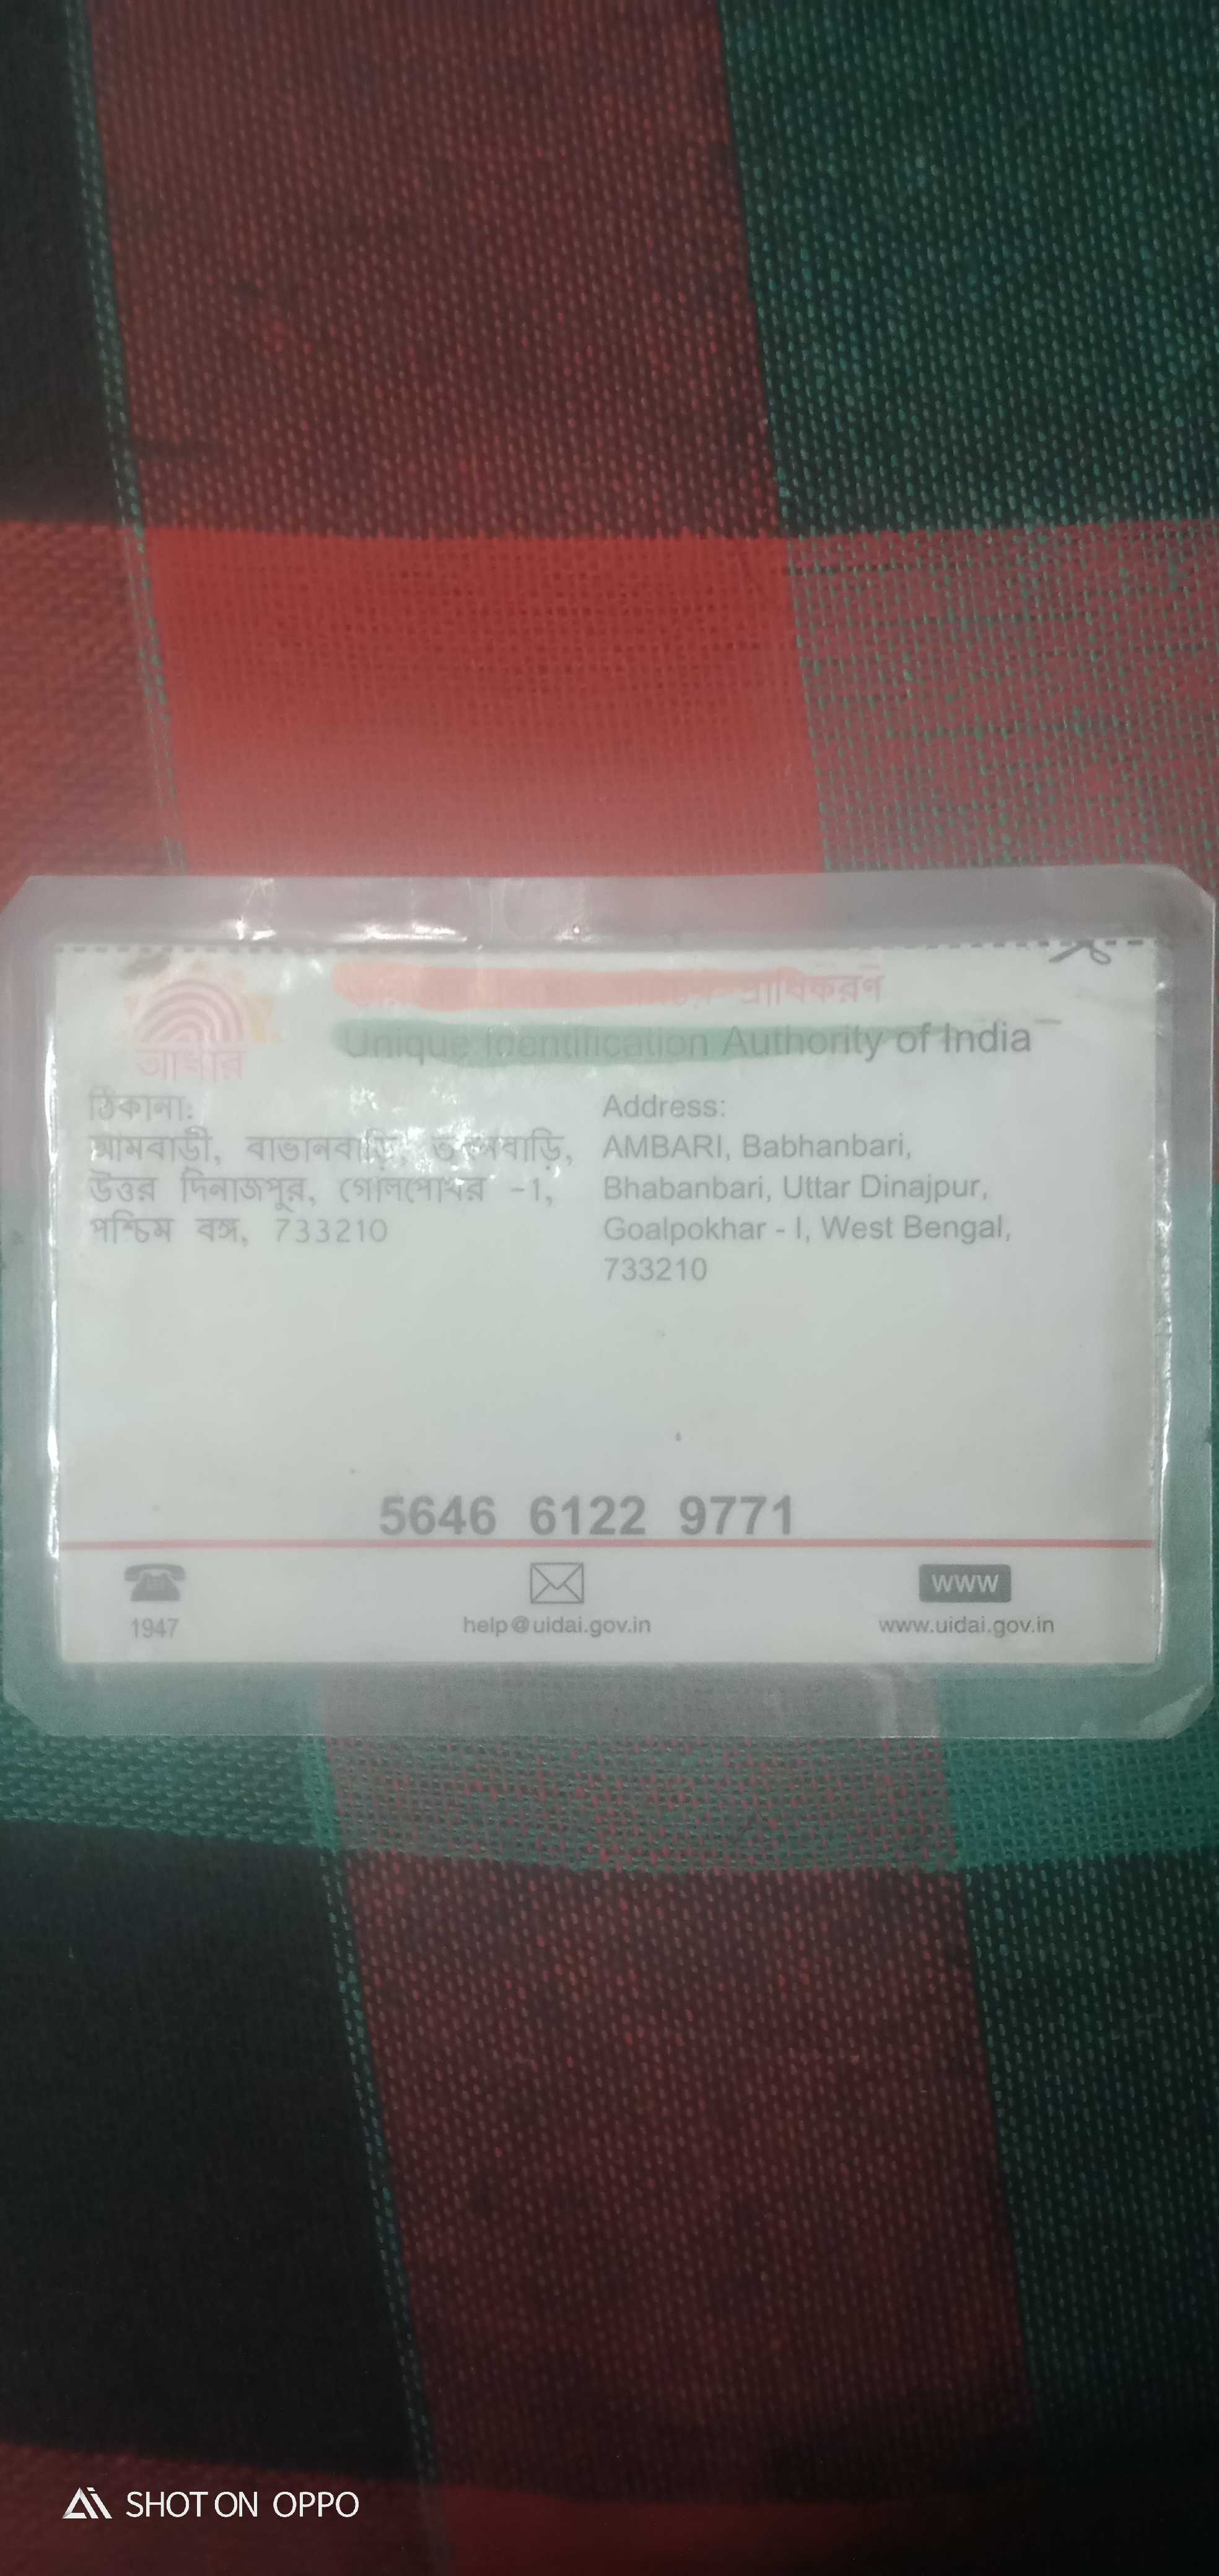 প্রাধিকরণ
Unique Identification Authority of India
আধার
ঠিকানা:
আমবাড়ী, বাভানবাড়ি,
উত্তর দিনাজপুর, গোলপোখর -1,
পশ্চিম বঙ্গ, 733210
Address:
AMBARI, Babhanbari,
Bhabanbari, Uttar Dinajpur,
Goalpokhar - I, West Bengal,
733210
5646 6122 9771
1947
help@uidai.gov.in
WWW
www.uidai.gov.in
SHOT ON OPPO